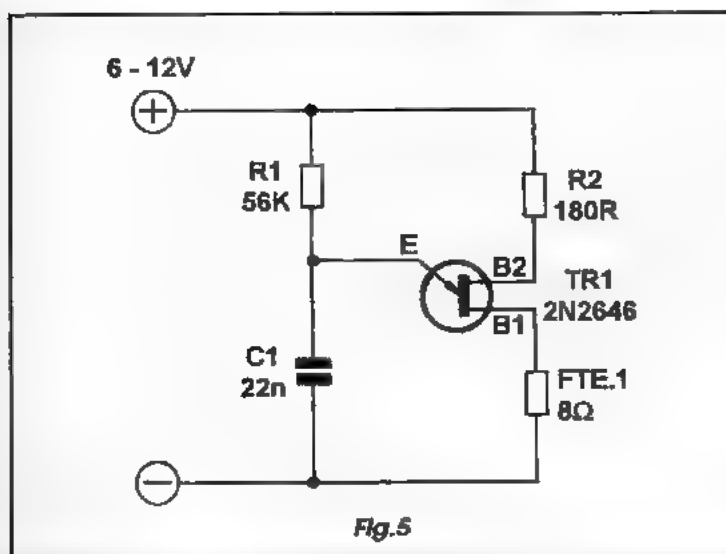 6 - 12V
R1
56K
R2
180R
E
B2
TR1
2N2646
B1
C1
22n
FTE.1
8Ω
Fig.5